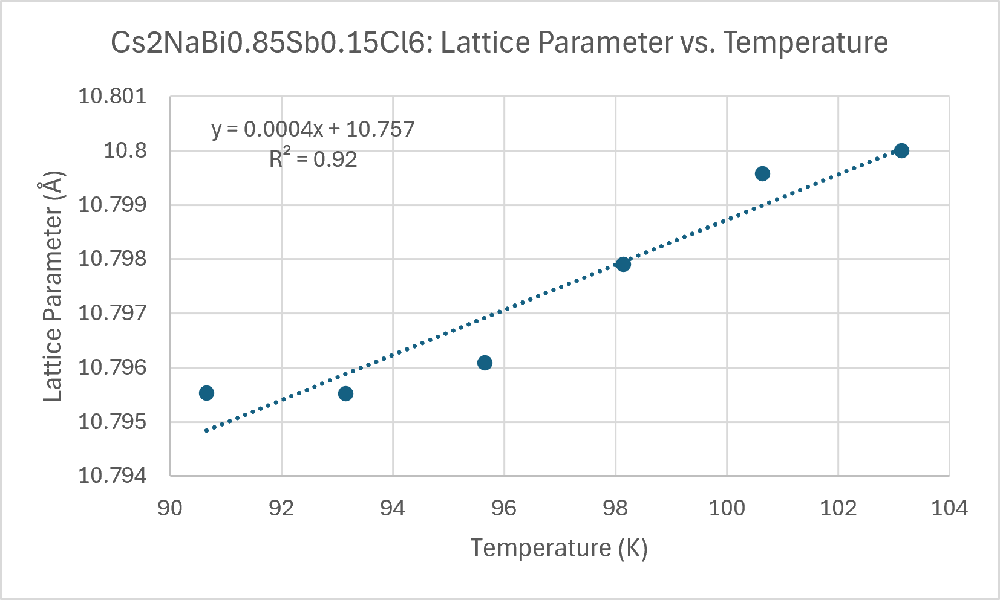 Cs2NaBi0.85Sb0.15Cl6: Lattice Parameter vs. Temperature
10.801
y = 0.0004x + 10.757
10.8
R² = 0.92
10.799
10.798
10.797
10.796
10.795
10.794
Lattice Parameter (Å)
90 92 94 96 98 100 102 104
Temperature (K)